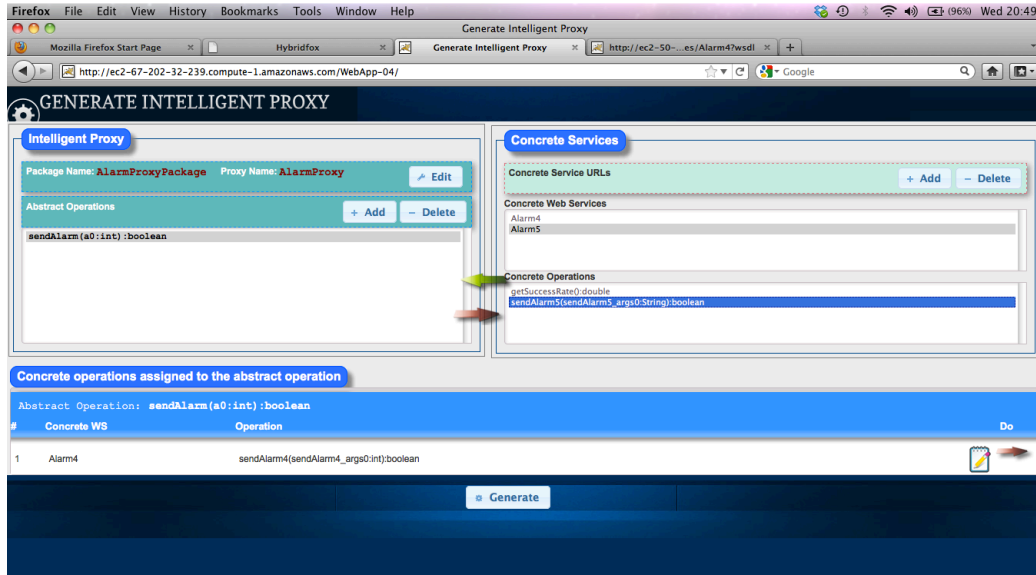 Firefox File Edit View History Bookmarks Tools Window Help (96%) Wed 20:49
Generate Intelligent Proxy
Mozilla Firefox Start Page × Hybridfox × Generate Intelligent Proxy × http://ec2-50-...es/Alarm4?wsdl × +
http://ec2-67-202-32-239.compute-1.amazonaws.com/WebApp-04/ Google
GENERATE INTELLIGENT PROXY
Intelligent Proxy
Package Name: AlarmProxyPackage Proxy Name: AlarmProxy Edit
Abstract Operations + Add - Delete
sendAlarm(a0:int):boolean
Concrete Services
Concrete Service URLs + Add - Delete
Concrete Web Services
Alarm4
Alarm5
Concrete Operations
getSuccessRate():double
sendAlarm5(sendAlarm5_args0:String):boolean
Concrete operations assigned to the abstract operation
Abstract Operation: sendAlarm(a0:int):boolean
# Concrete WS Operation Do
1 Alarm4 sendAlarm4(sendAlarm4_args0:int):boolean
Generate